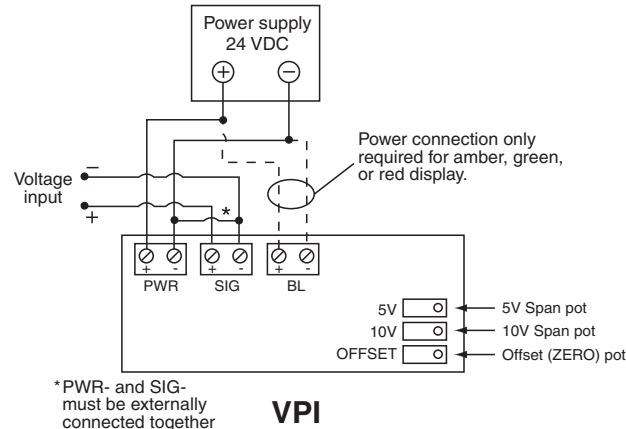 Power supply
24 VDC
+ −
Power connection only
required for amber, green,
or red display.
−
Voltage
input
+
*
+ - + - + -
PWR SIG BL
5V 5V Span pot
10V 10V Span pot
OFFSET Offset (ZERO) pot
*PWR- and SIG-
must be externally
connected together
VPI